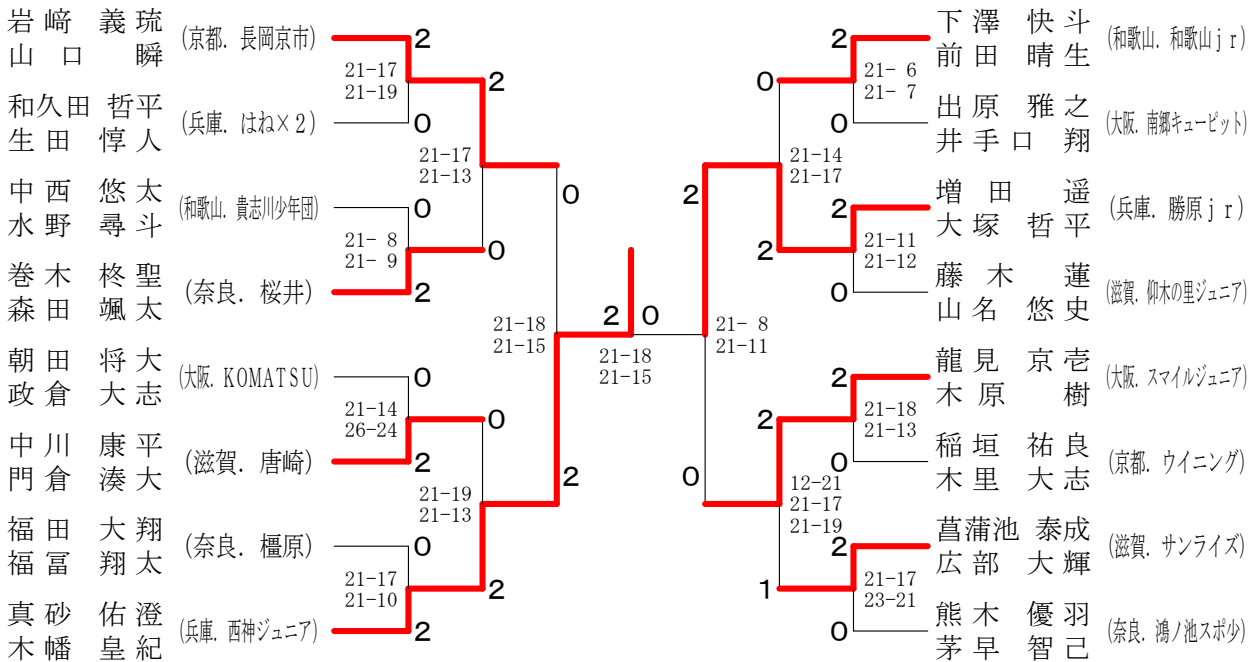 岩﨑 義琉
山口 瞬
(京都. 長岡京市)
2
21-17
21-19
和久田 哲平
生田 惇人
(兵庫. はね×2)
0
2
21-17
21-13
中西 悠太
水野 尋斗
(和歌山. 貴志川少年団)
0
21- 8
21- 9
巻木 柊聖
森田 颯太
(奈良. 桜井)
2
0
0
21-18
21-15
朝田 将大
政倉 大志
(大阪. KOMATSU)
0
21-14
26-24
中川 康平
門倉 湊大
(滋賀. 唐崎)
2
0
21-19
21-13
2
福田 大翔
福冨 翔太
(奈良. 橿原)
0
21-17
21-10
真砂 佑澄
木幡 皇紀
(兵庫. 西神ジュニア)
2
2
2 0
21-18
21-15
下澤 快斗
前田 晴生
(和歌山. 和歌山jr)
2
21- 6
21- 7
出原 雅之
井手口 翔
(大阪. 南郷キューピット)
0
0
21-14
21-17
2
増田 遥
大塚 哲平
(兵庫. 勝原jr)
2
21-11
21-12
藤木 蓮
山名 悠史
(滋賀. 仰木の里ジュニア)
0
2
21- 8
21-11
龍見 京壱
木原 樹
(大阪. スマイルジュニア)
2
21-18
21-13
稲垣 祐良
木里 大志
(京都. ウイニング)
0
2
0
12-21
21-17
21-19
菖蒲池 泰成
広部 大輝
(滋賀. サンライズ)
2
21-17
23-21
熊木 優羽
茅早 智己
(奈良. 鴻ノ池スポ少)
0
1